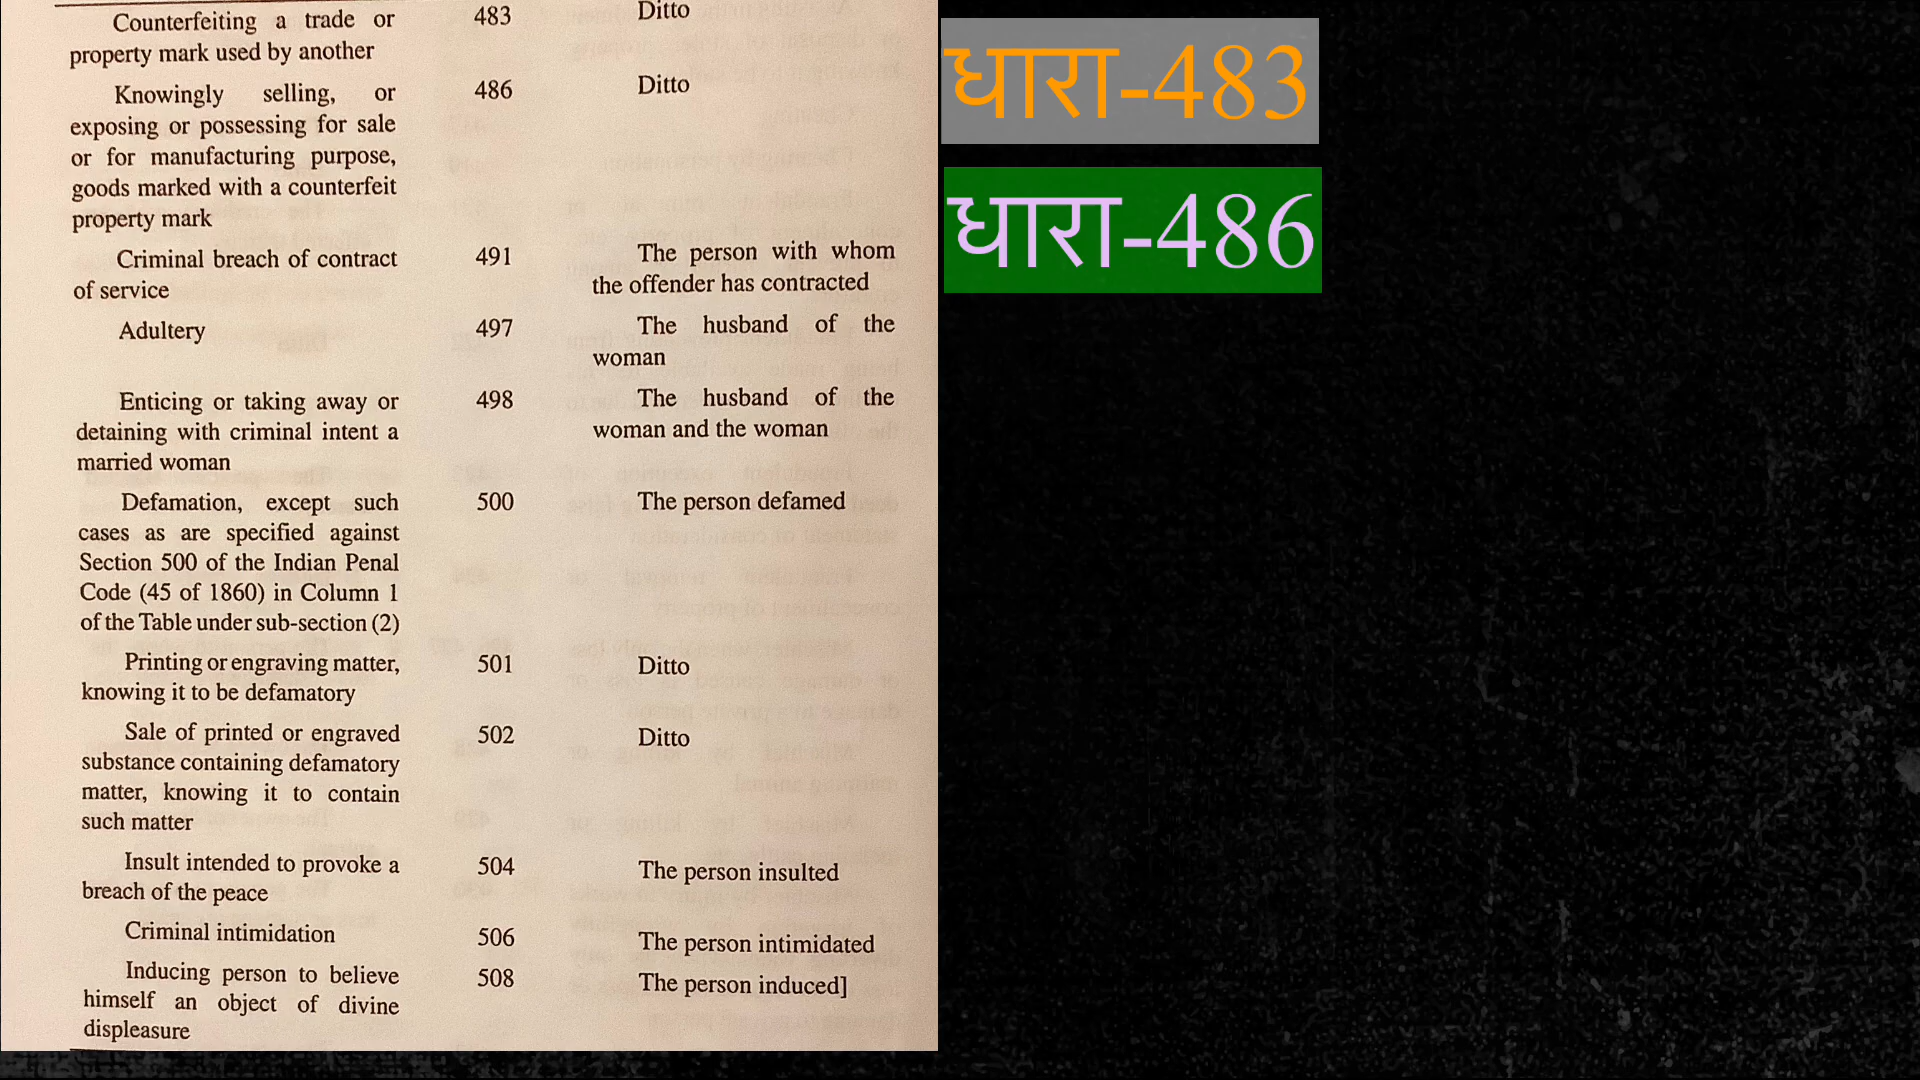 Counterfeiting a trade or
property mark used by another
483
Ditto
Knowingly selling, or
exposing or possessing for sale
or for manufacturing purpose,
goods marked with a counterfeit
property mark
486
Ditto
Criminal breach of contract
of service
491
The person with whom
the offender has contracted
Adultery
497
The husband of the
woman
Enticing or taking away or
detaining with criminal intent a
married woman
498
The husband of the
woman and the woman
Defamation, except such
cases as are specified against
Section 500 of the Indian Penal
Code (45 of 1860) in Column 1
of the Table under sub-section (2)
500
The person defamed
Printing or engraving matter,
knowing it to be defamatory
501
Ditto
Sale of printed or engraved
substance containing defamatory
matter, knowing it to contain
such matter
502
Ditto
Insult intended to provoke a
breach of the peace
504
The person insulted
Criminal intimidation
506
The person intimidated
Inducing person to believe
himself an object of divine
displeasure
508
The person induced]
धारा-483
धारा-486